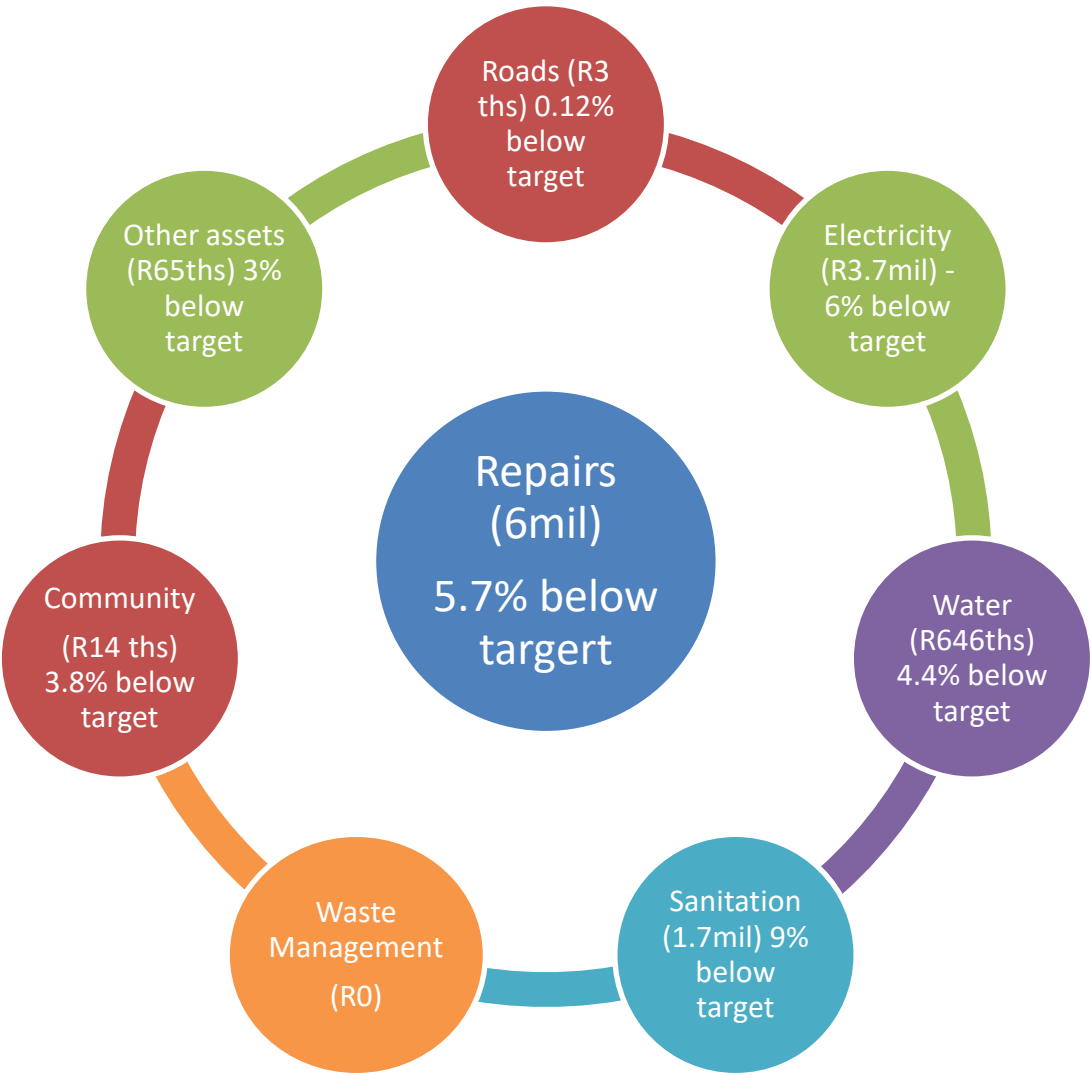 Roads (R3
ths) 0.12%
below
target
Electricity
(R3.7mil) -
6% below
target
Water
(R646ths)
4.4% below
target
Sanitation
(1.7mil) 9%
below
target
Waste
Management
(R0)
Community
(R14 ths)
3.8% below
target
Other assets
(R65ths) 3%
below
target
Repairs
(6mil)
5.7% below
targert